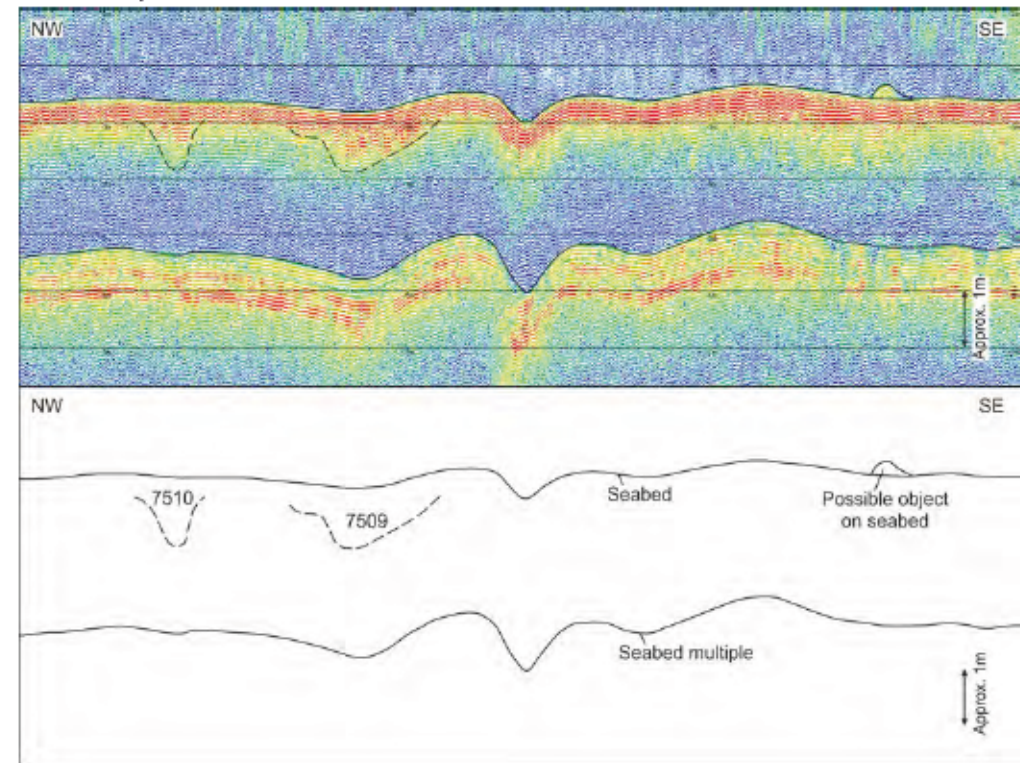 NW
SE
Approx. 1m
NW
SE
7510
7509
Seabed
Possible object
on seabed
Seabed multiple
Approx. 1m